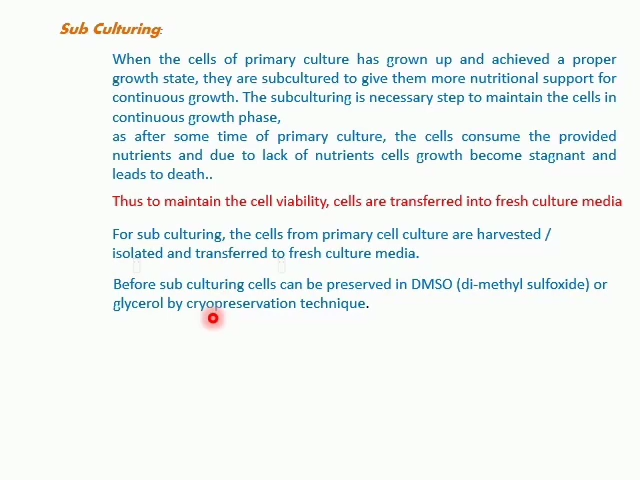 Sub Culturing:
When the cells of primary culture has grown up and achieved a proper
growth state, they are subcultured to give them more nutritional support for
continuous growth. The subculturing is necessary step to maintain the cells in
continuous growth phase,
as after some time of primary culture, the cells consume the provided
nutrients and due to lack of nutrients cells growth become stagnant and
leads to death..
Thus to maintain the cell viability, cells are transferred into fresh culture media
For sub culturing, the cells from primary cell culture are harvested /
isolated and transferred to fresh culture media.
Before sub culturing cells can be preserved in DMSO (di-methyl sulfoxide) or
glycerol by cryopreservation technique.